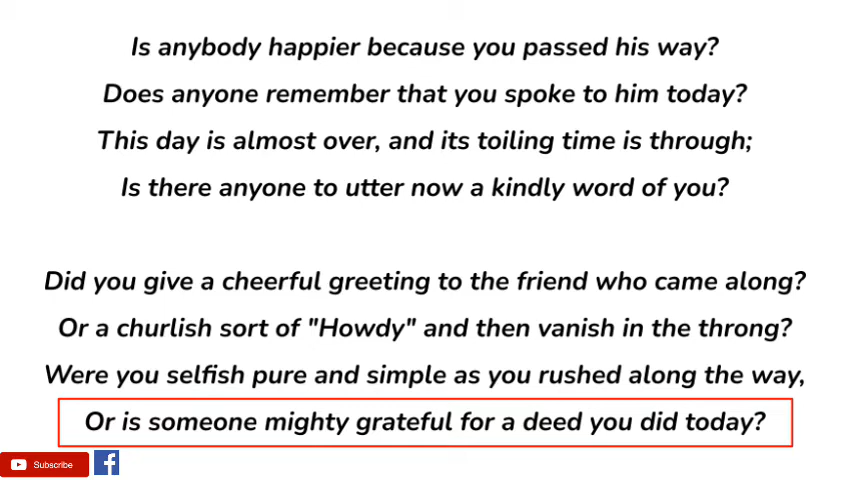 Is anybody happier because you passed his way?
Does anyone remember that you spoke to him today?
This day is almost over, and its toiling time is through;
Is there anyone to utter now a kindly word of you?
Did you give a cheerful greeting to the friend who came along?
Or a churlish sort of "Howdy" and then vanish in the throng?
Were you selfish pure and simple as you rushed along the way,
Or is someone mighty grateful for a deed you did today?
Subscribe